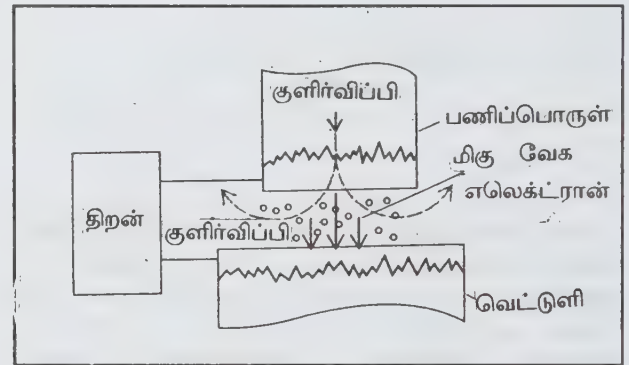 குளிர்விப்பி
பணிப்பொருள்
மிகு வேக
எலெக்ட்ரான்
திறன்
குளிர்விப்பி
வெட்டுளி